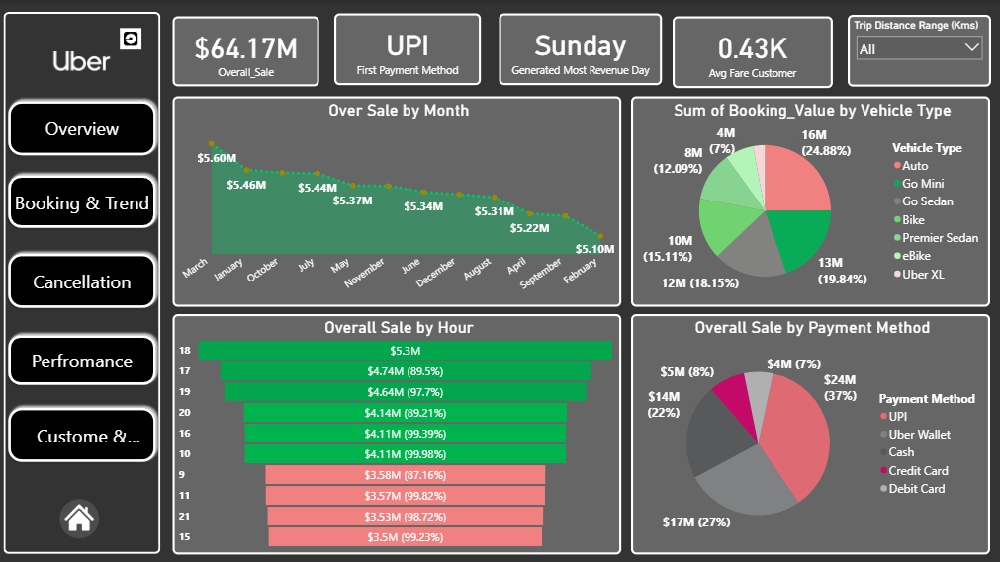 Uber
Overview
Booking & Trend
Cancellation
Perfromance
Custome &...
$64.17M
Overall_Sale
UPI
First Payment Method
Sunday
Generated Most Revenue Day
0.43K
Avg Fare Customer
Trip Distance Range (Kms)
All
Over Sale by Month
$5.60M
$5.46M
$5.44M
$5.37M
$5.34M
$5.31M
$5.22M
$5.10M
March
January
October
July
May
November
June
December
August
April
September
February
Sum of Booking_Value by Vehicle Type
16M
(24.88%)
13M
(19.84%)
12M (18.15%)
10M
(15.11%)
8M
(12.09%)
4M
(7%)
Vehicle Type
Auto
Go Mini
Go Sedan
Bike
Premier Sedan
eBike
Uber XL
Overall Sale by Hour
18 $5.3M
17 $4.74M (89.5%)
19 $4.64M (97.7%)
20 $4.14M (89.21%)
16 $4.11M (99.39%)
10 $4.11M (99.98%)
9 $3.58M (87.16%)
11 $3.57M (99.82%)
21 $3.53M (98.72%)
15 $3.5M (99.23%)
Overall Sale by Payment Method
$24M
(37%)
$17M (27%)
$14M
(22%)
$5M (8%)
$4M (7%)
Payment Method
UPI
Uber Wallet
Cash
Credit Card
Debit Card